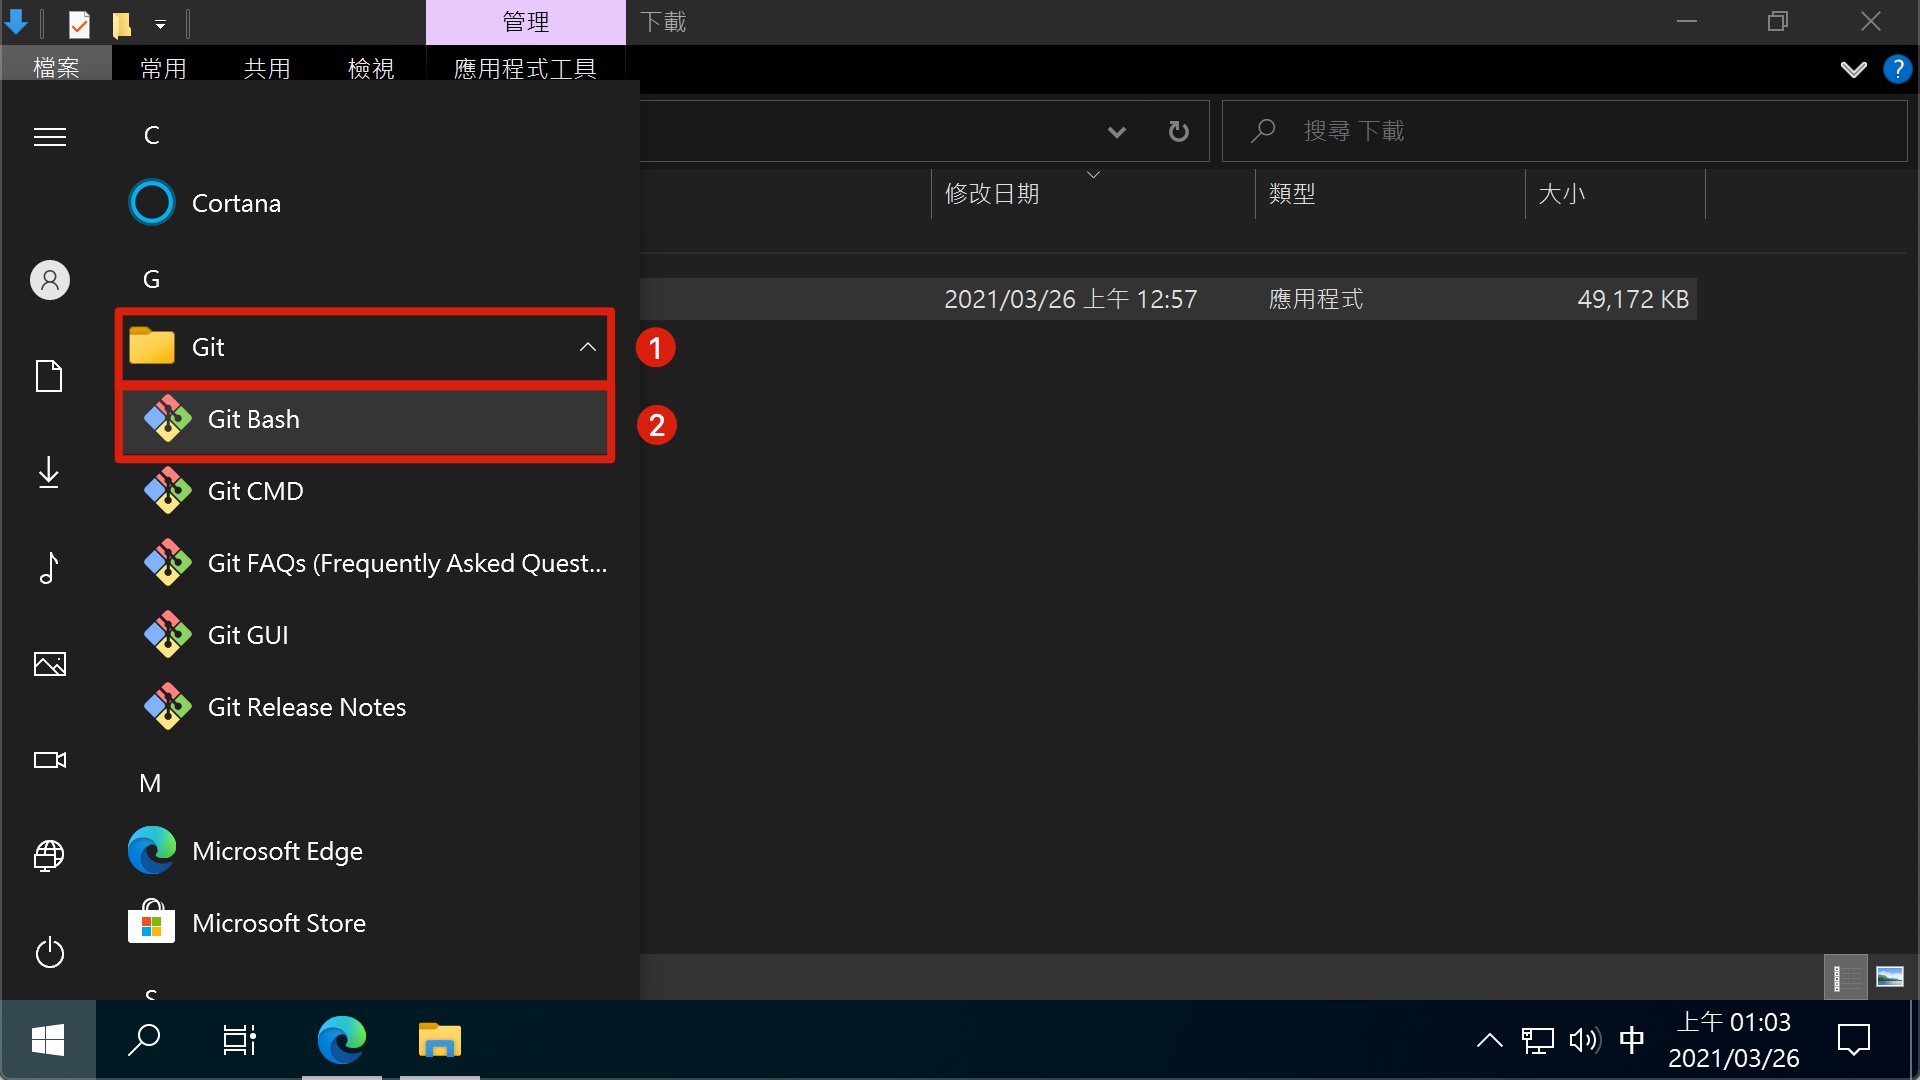 管理
下載
檔案
常用
共用
檢視
應用程式工具
?
C
Cortana
搜尋 下載
修改日期
類型
大小
G
2021/03/26 上午 12:57
應用程式
49,172 KB
Git
1
Git Bash
2
Git CMD
Git FAQs (Frequently Asked Quest...
Git GUI
Git Release Notes
M
Microsoft Edge
Microsoft Store
S
中
上午 01:03
2021/03/26